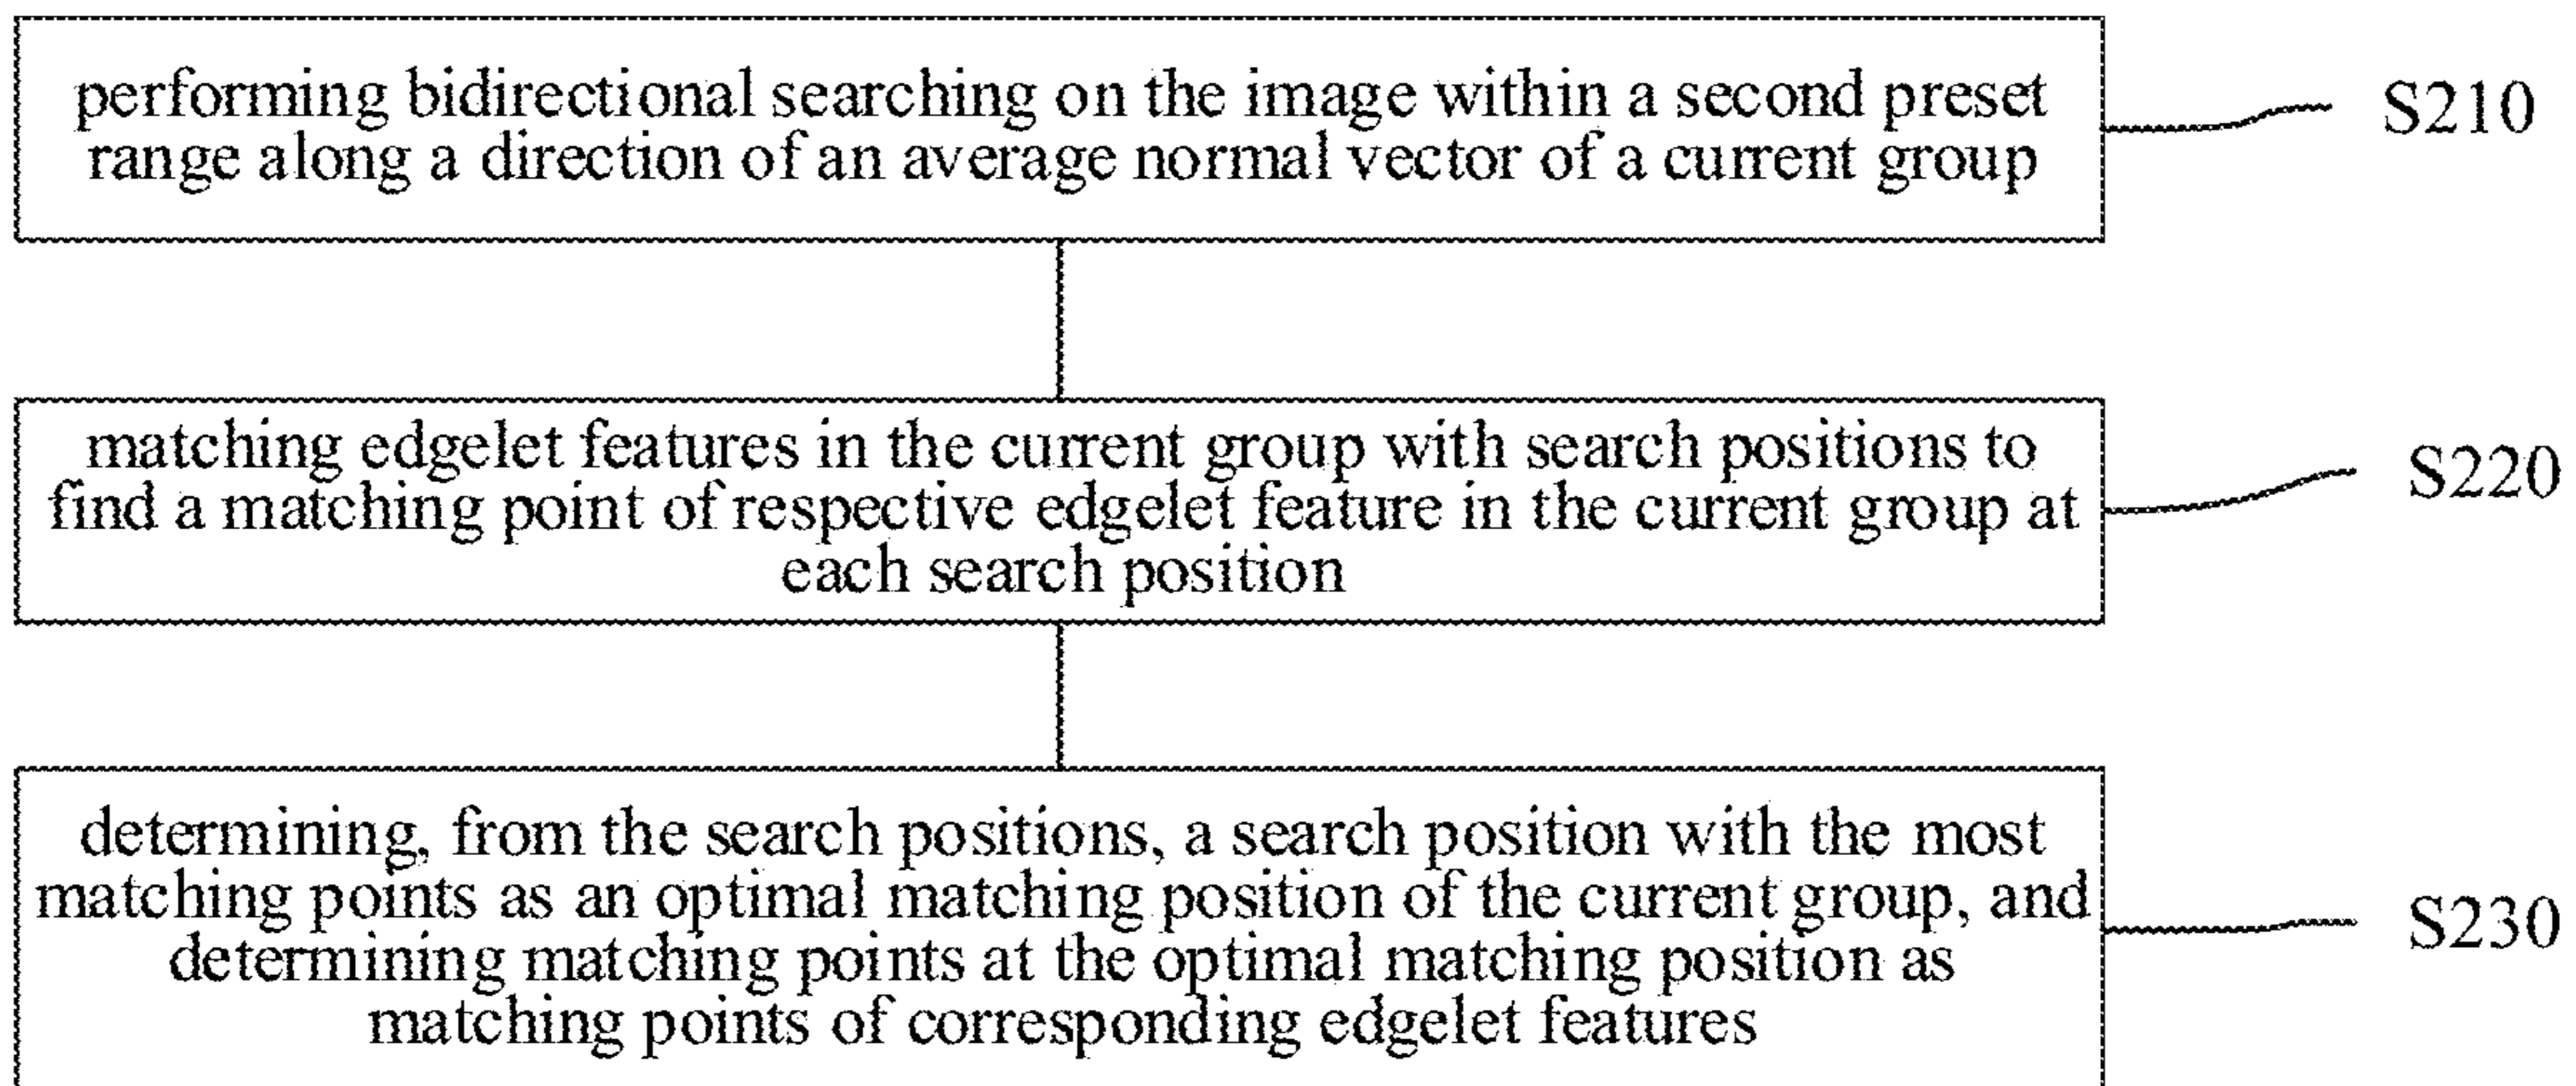 performing bidirectional searching on the image within a second preset
range along a direction of an average normal vector of a current group
S210
matching edgelet features in the current group with search positions to
find a matching point of respective edgelet feature in the current group at
each search position
S220
determining, from the search positions, a search position with the most
matching points as an optimal matching position of the current group, and
determining matching points at the optimal matching position as
matching points of corresponding edgelet features
S230